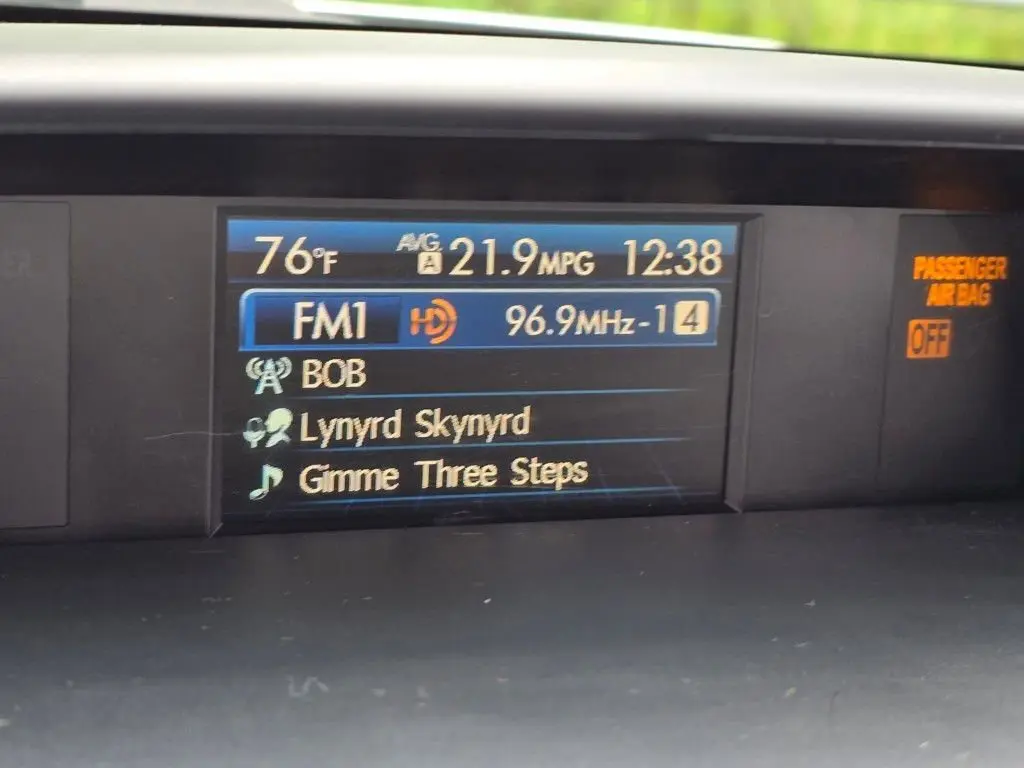 76°F AVG. A 21.9MPG 12:38
FM1 HD 96.9MHz-1 4
BOB
Lynyrd Skynyrd
Gimme Three Steps
PASSENGER
AIR BAG
OFF